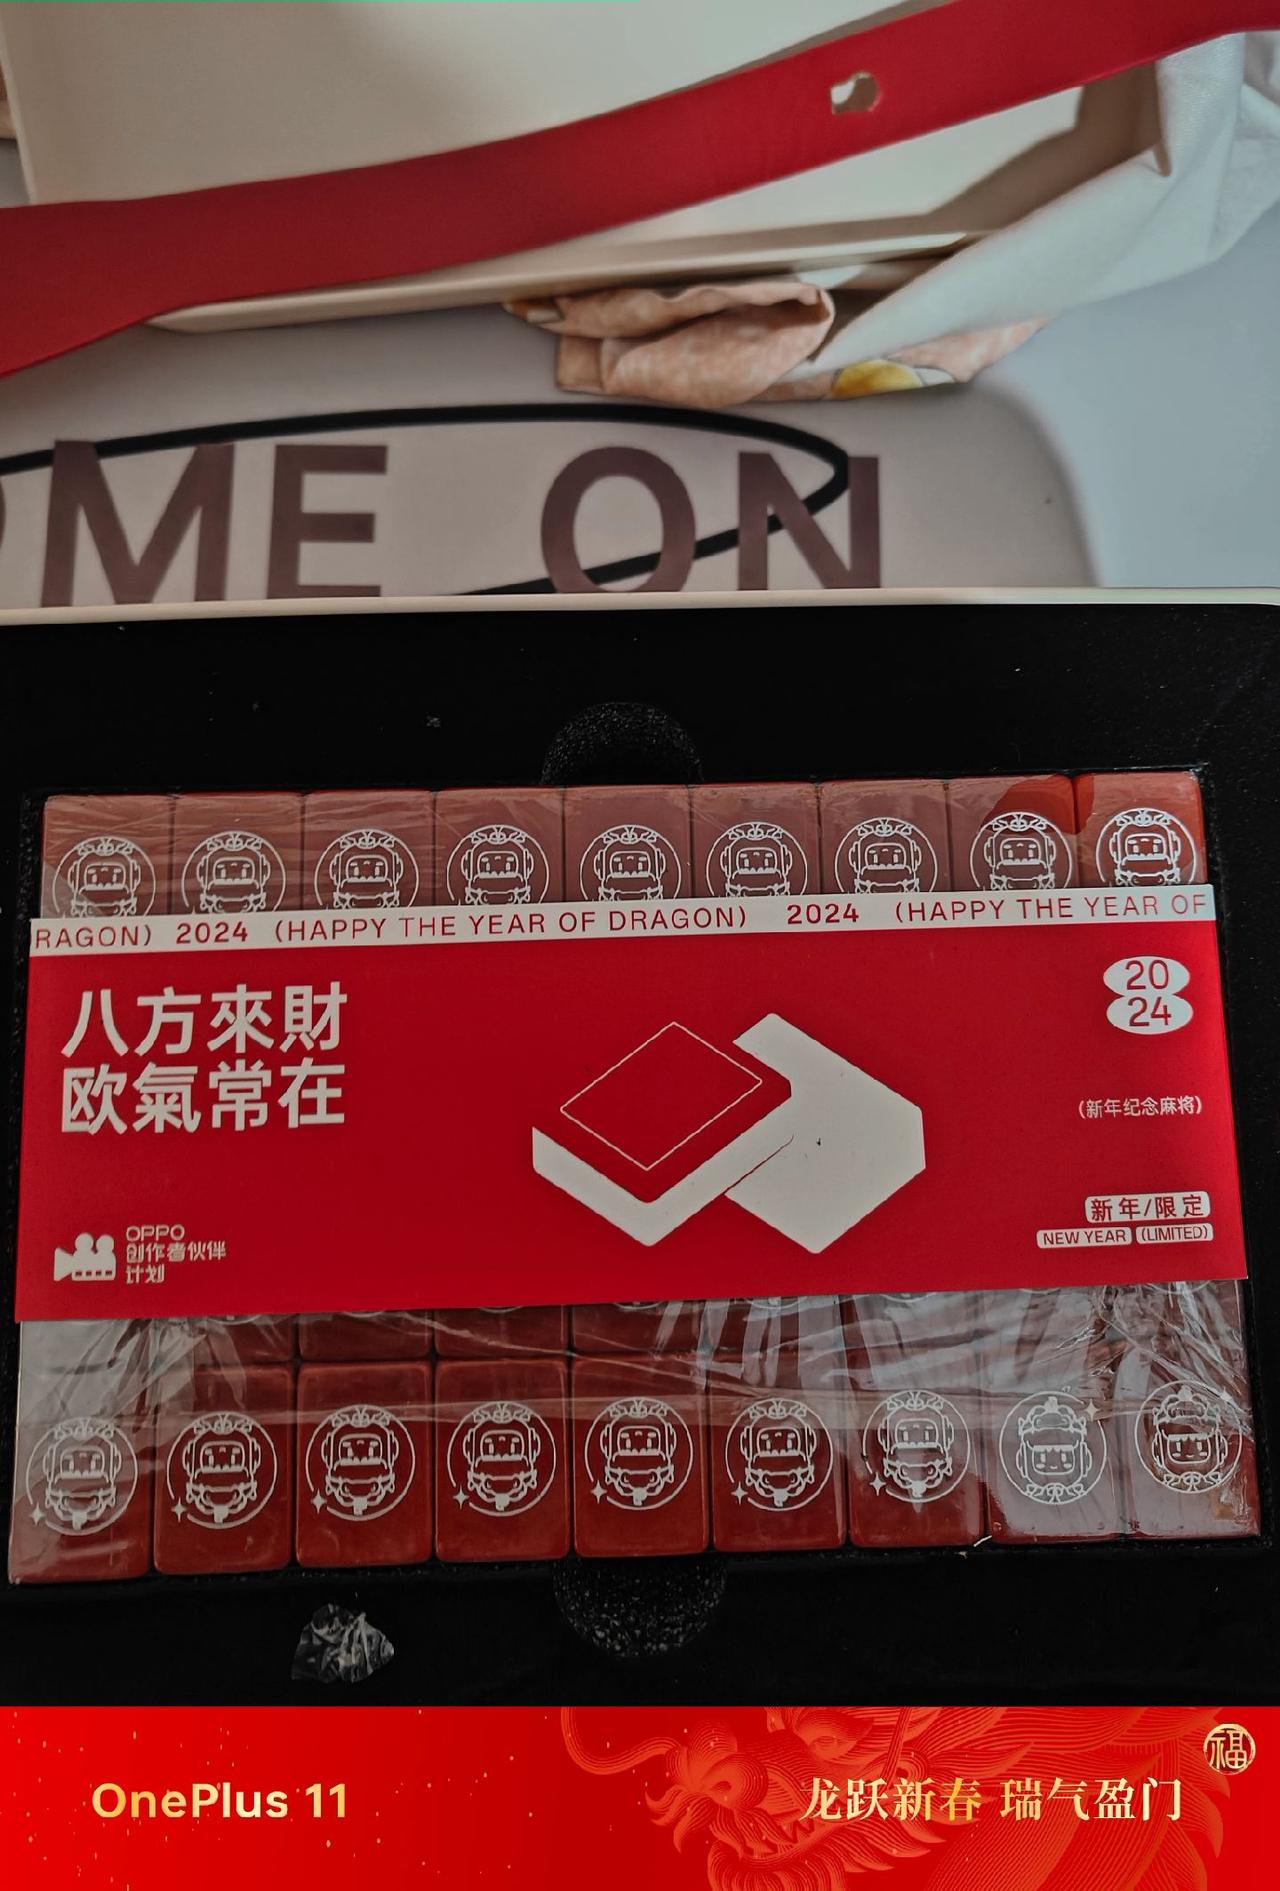 OME ON
RAGON) 2024 (HAPPY THE YEAR OF DRAGON) 2024 (HAPPY THE YEAR OF
八方來財
欧氣常在
20
24
(新年纪念麻将)
新年/限定
NEW YEAR (LIMITED)
OPPO
创作者伙伴
计划
OnePlus 11
龙跃新春 瑞气盈门
福